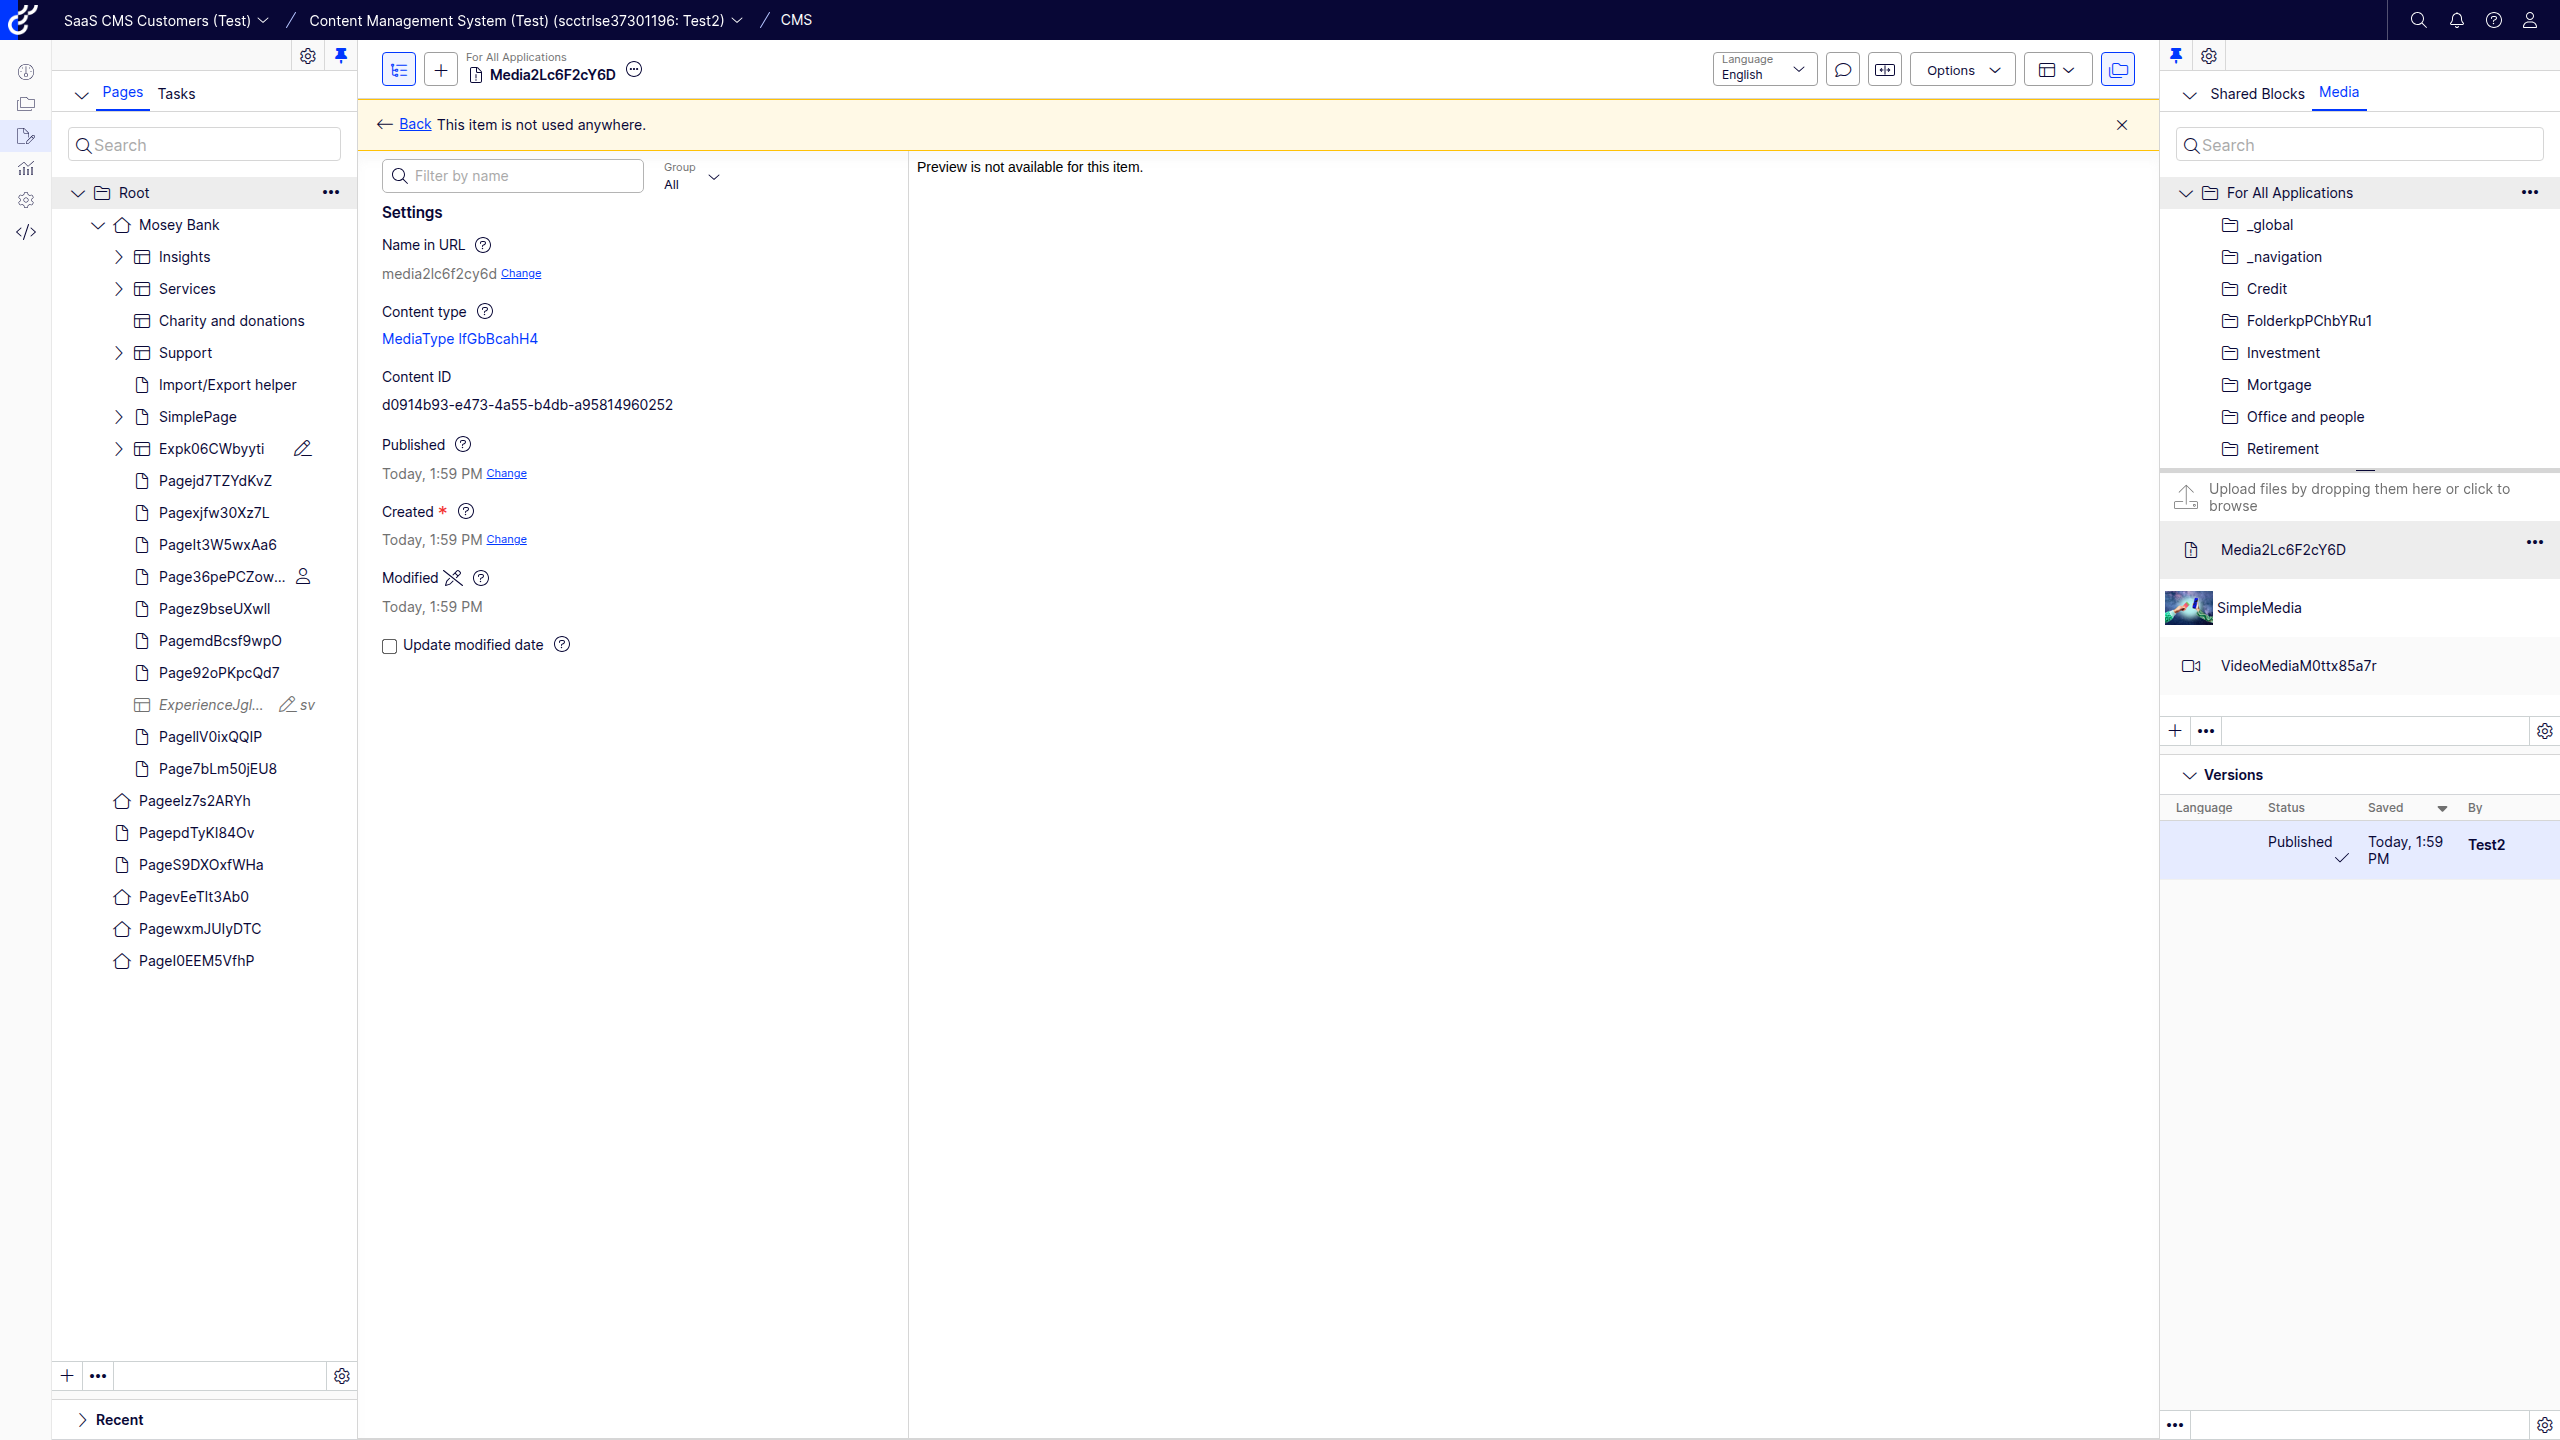 SaaS CMS Customers (Test) / Content Management System (Test) (scctrlse37301196: Test2) / CMS
Pages Tasks
Search
Root
Mosey Bank
Insights
Services
Charity and donations
Support
Import/Export helper
SimplePage
Expk06CWbyyti
Pagejd7TZYdKvZ
Pagexjfw30Xz7L
PageIt3W5wxAa6
Page36pePCZow...
Pagez9bseUXwII
PagemdBcsf9wpO
Page92oPKpcQd7
ExperienceJgl... sv
PagellV0ixQQIP
Page7bLm50jEU8
Pageelz7s2ARYh
PagepdTyKI84Ov
PageS9DXOxfWHa
PagevEeTIt3Ab0
PagewxmJUIyDTC
PageI0EEM5VfhP
Recent
For All Applications
Media2Lc6F2cY6D
Language
English
Options
Back This item is not used anywhere.
Filter by name
Group
All
Settings
Name in URL
media2lc6f2cy6d Change
Content type
MediaType IfGbBcahH4
Content ID
d0914b93-e473-4a55-b4db-a95814960252
Published
Today, 1:59 PM Change
Created *
Today, 1:59 PM Change
Modified
Today, 1:59 PM
Update modified date
Preview is not available for this item.
Shared Blocks Media
Search
For All Applications
_global
_navigation
Credit
FolderkpPChbYRu1
Investment
Mortgage
Office and people
Retirement
Upload files by dropping them here or click to
browse
Media2Lc6F2cY6D
SimpleMedia
VideoMediaM0ttx85a7r
Versions
Language Status Saved By
Published Today, 1:59 Test2
PM